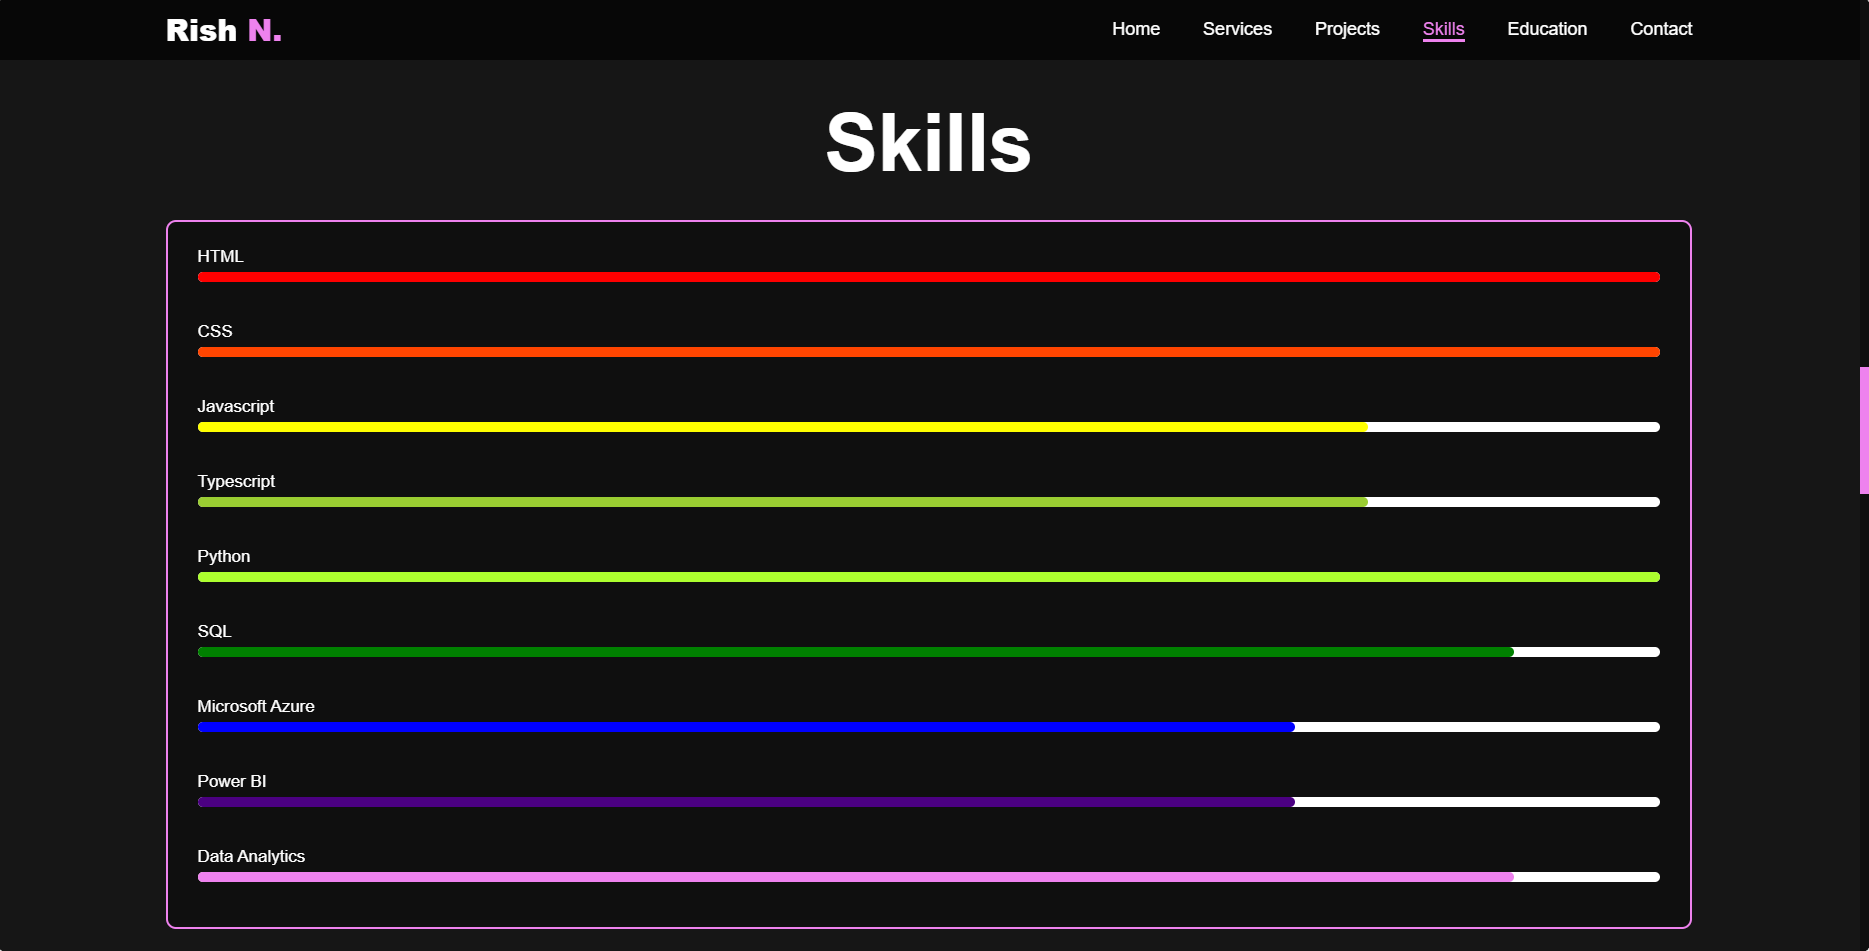 Rish N.
Home Services Projects Skills Education Contact
Skills
HTML
CSS
Javascript
Typescript
Python
SQL
Microsoft Azure
Power BI
Data Analytics